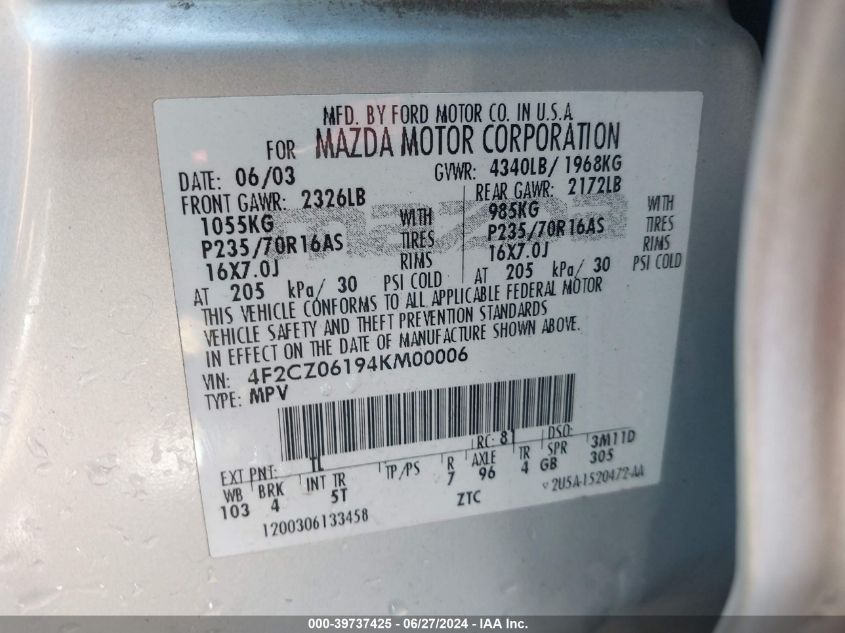 MFD. BY FORD MOTOR CO. IN U.S.A
FOR MAZDA MOTOR CORPORATION
DATE: 06/03 GVWR: 4340LB/ 1968KG
FRONT GAWR: 2326LB REAR GAWR: 2172LB
1055KG WITH 985KG WITH
P235/70R16AS TIRES P235/70R16AS TIRES
16X7.0J RIMS 16X7.0J RIMS
AT 205 kPa/ 30 PSI COLD AT 205 kPa/ 30 PSI COLD
THIS VEHICLE CONFORMS TO ALL APPLICABLE FEDERAL MOTOR
VEHICLE SAFETY AND THEFT PREVENTION STANDARDS
IN EFFECT ON THE DATE OF MANUFACTURE SHOWN ABOVE.
VIN: 4F2CZ06194KM00006
TYPE: MPV
RC: 81 DSO:
EXT PNT: TL 3M11D
WB BRK INT TR TP/PS R AXLE TR SPR
103 4 5T 7 96 4 GB 305
1200306133458 ZTC v 2U5A-1520472-AA
000-39737425 - 06/27/2024 - IAA Inc.